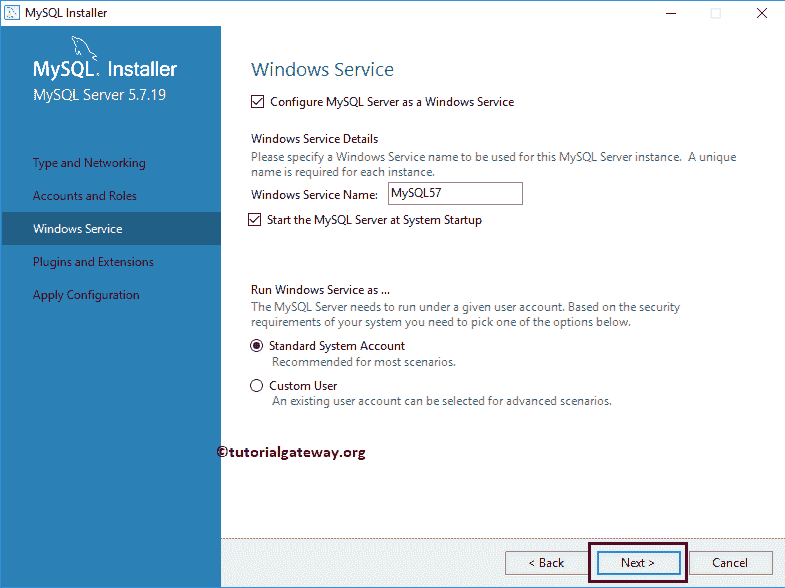 MySQL Installer
MySQL. Installer
MySQL Server 5.7.19
Type and Networking
Accounts and Roles
Windows Service
Plugins and Extensions
Apply Configuration
Windows Service
Configure MySQL Server as a Windows Service
Windows Service Details
Please specify a Windows Service name to be used for this MySQL Server instance. A unique
name is required for each instance.
Windows Service Name: MySQL57
Start the MySQL Server at System Startup
Run Windows Service as ...
The MySQL Server needs to run under a given user account. Based on the security
requirements of your system you need to pick one of the options below.
Standard System Account
Recommended for most scenarios.
Custom User
An existing user account can be selected for advanced scenarios.
©tutorialgateway.org
< Back Next > Cancel